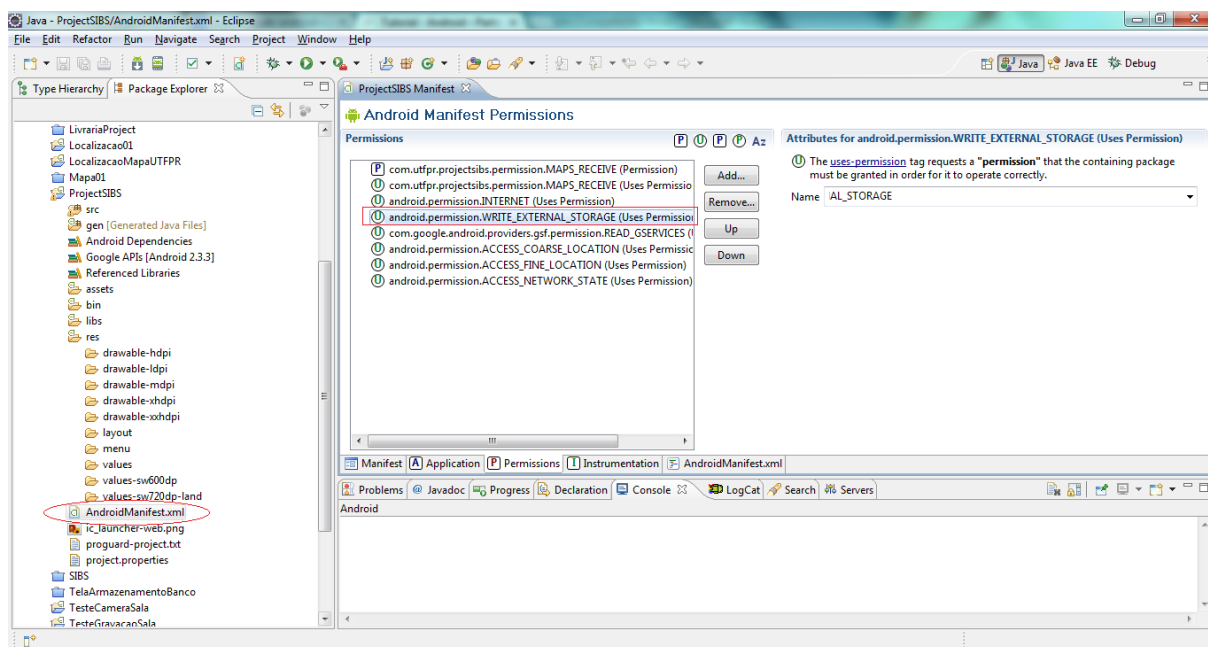 Java - ProjectSIBS/AndroidManifest.xml - Eclipse
File Edit Refactor Run Navigate Search Project Window Help
Java Java EE Debug
Type Hierarchy Package Explorer
ProjectSIBS Manifest
LivrariaProject
Localizacao01
LocalizacaoMapaUTFPR
Mapa01
ProjectSIBS
src
gen [Generated Java Files]
Android Dependencies
Google APIs [Android 2.3.3]
Referenced Libraries
assets
bin
libs
res
drawable-hdpi
drawable-ldpi
drawable-mdpi
drawable-xhdpi
drawable-xxhdpi
layout
menu
values
values-sw600dp
values-sw720dp-land
AndroidManifest.xml
ic_launcher-web.png
proguard-project.txt
project.properties
SIBS
TelaArmazenamentoBanco
TesteCameraSala
TesteGravacaoSala
Android Manifest Permissions
Permissions
P U P P Az
P com.utfpr.projectsibs.permission.MAPS_RECEIVE (Permission)
U com.utfpr.projectsibs.permission.MAPS_RECEIVE (Uses Permissio
U android.permission.INTERNET (Uses Permission)
U android.permission.WRITE_EXTERNAL_STORAGE (Uses Permission
U com.google.android.providers.gsf.permission.READ_GSERVICES (U
U android.permission.ACCESS_COARSE_LOCATION (Uses Permissic
U android.permission.ACCESS_FINE_LOCATION (Uses Permission)
U android.permission.ACCESS_NETWORK_STATE (Uses Permission)
Add...
Remove...
Up
Down
Attributes for android.permission.WRITE_EXTERNAL_STORAGE (Uses Permission)
U The uses-permission tag requests a "permission" that the containing package
must be granted in order for it to operate correctly.
Name AL_STORAGE
Manifest A Application P Permissions I Instrumentation F AndroidManifest.xml
Problems @ Javadoc Progress Declaration Console LogCat Search Servers
Android